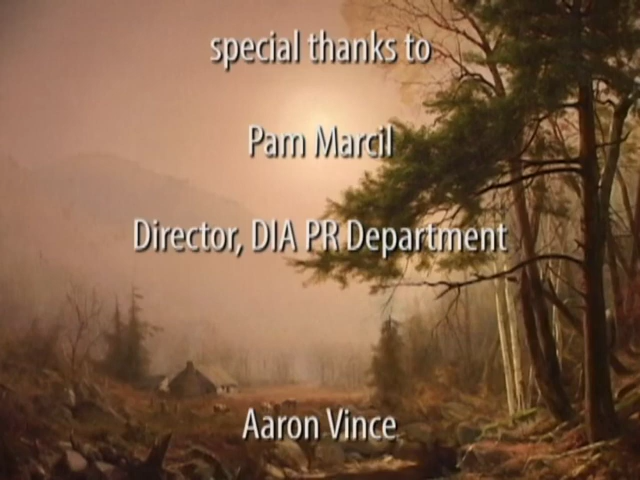 special thanks to
Pam Marcil
Director, DIA PR Department
Aaron Vince